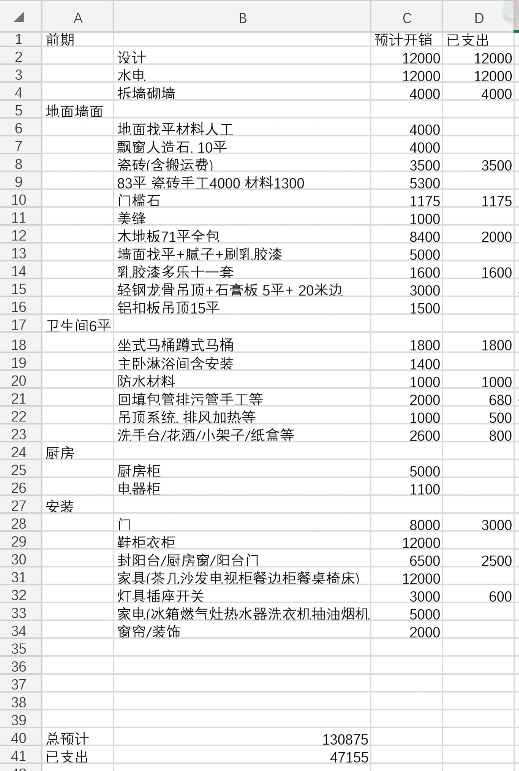 A B C D
1 前期 预计开销 已支出
2 设计 12000 12000
3 水电 12000 12000
4 拆墙砌墙 4000 4000
5 地面墙面
6 地面找平材料人工 4000
7 飘窗人造石, 10平 4000
8 瓷砖(含搬运费) 3500 3500
9 83平 瓷砖手工4000 材料1300 5300
10 门槛石 1175 1175
11 美缝 1000
12 木地板71平全包 8400 2000
13 墙面找平+腻子+刷乳胶漆 5000
14 乳胶漆多乐十一套 1600 1600
15 轻钢龙骨吊顶+石膏板 5平+ 20米边 3000
16 铝扣板吊顶15平 1500
17 卫生间6平
18 坐式马桶蹲式马桶 1800 1800
19 主卧淋浴间含安装 1400
20 防水材料 1000 1000
21 回填包管排污管手工等 2000 680
22 吊顶系统, 排风加热等 1000 500
23 洗手台/花洒/小架子/纸盒等 2600 800
24 厨房
25 厨房柜 5000
26 电器柜 1100
27 安装
28 门 8000 3000
29 鞋柜衣柜 12000
30 封阳台/厨房窗/阳台门 6500 2500
31 家具(茶几沙发电视柜餐边柜餐桌椅床) 12000
32 灯具插座开关 3000 600
33 家电(冰箱燃气灶热水器洗衣机抽油烟机 5000
34 窗帘/装饰 2000
35
36
37
38
39
40 总预计 130875
41 已支出 47155